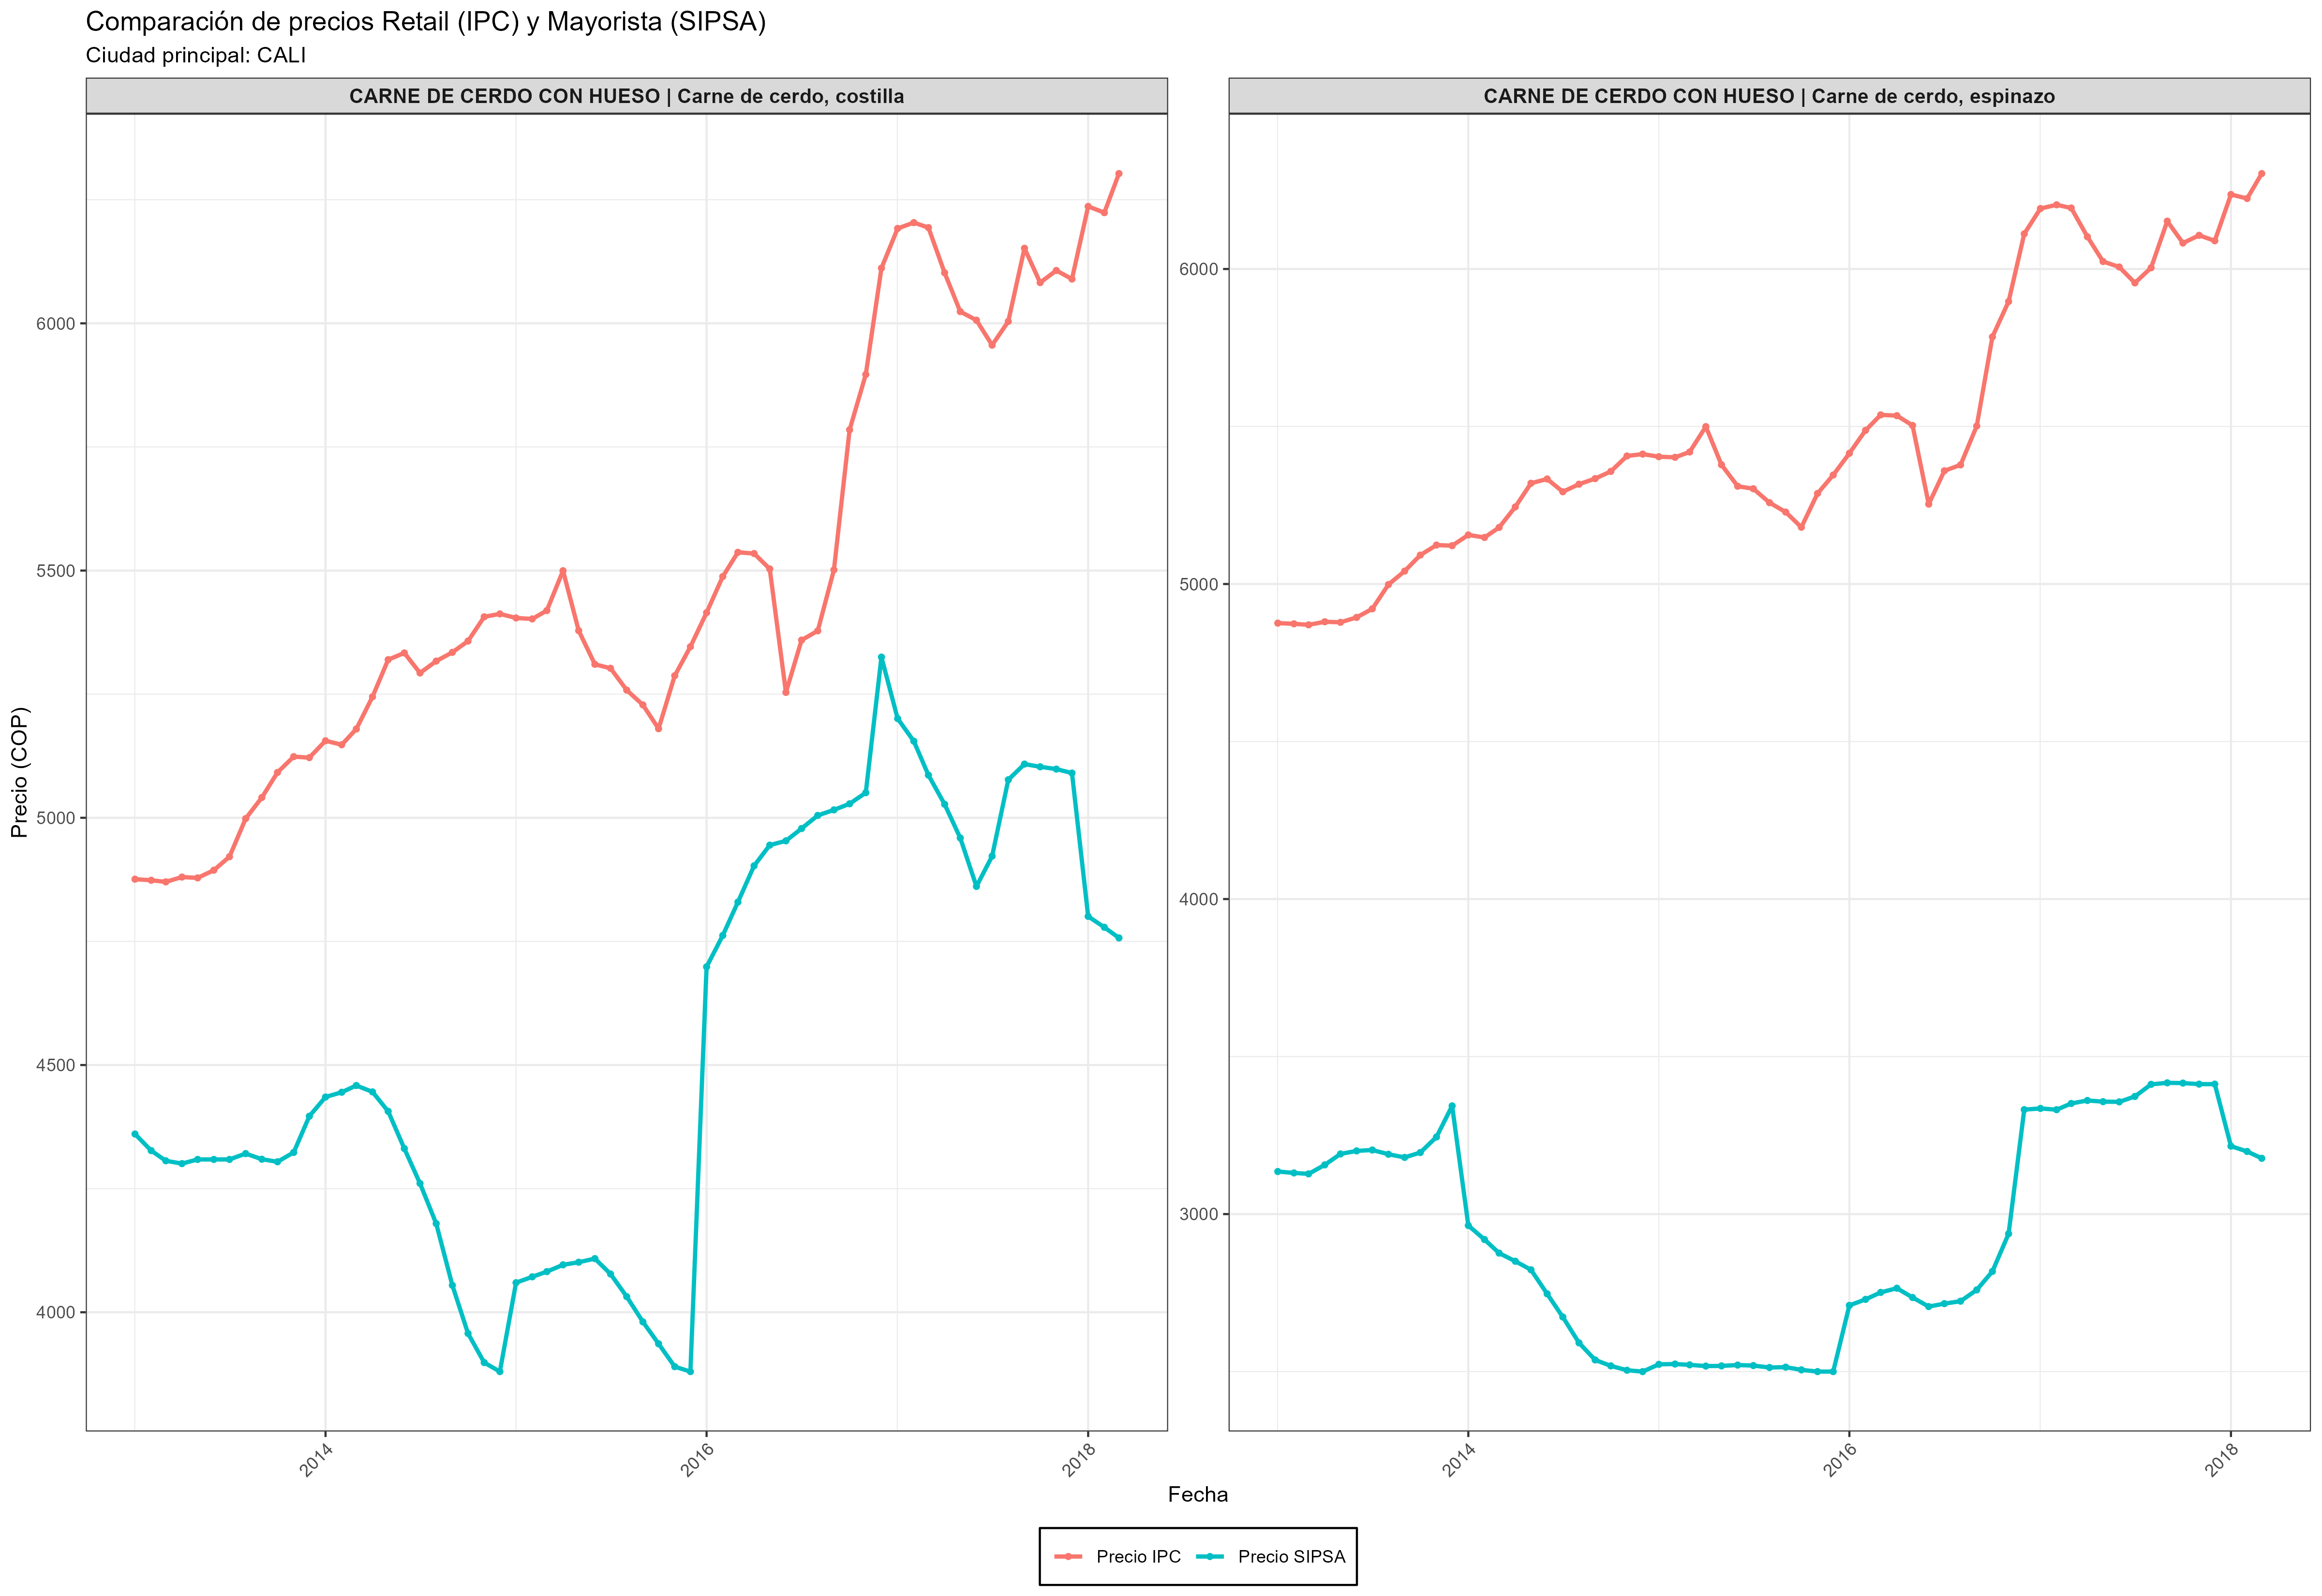 Comparación de precios Retail (IPC) y Mayorista (SIPSA)
Ciudad principal: CALI
CARNE DE CERDO CON HUESO | Carne de cerdo, costilla
CARNE DE CERDO CON HUESO | Carne de cerdo, espinazo
Precio (COP)
6000
5500
5000
4500
4000
6000
5000
4000
3000
2014
2016
2018
2014
2016
2018
Fecha
Precio IPC
Precio SIPSA